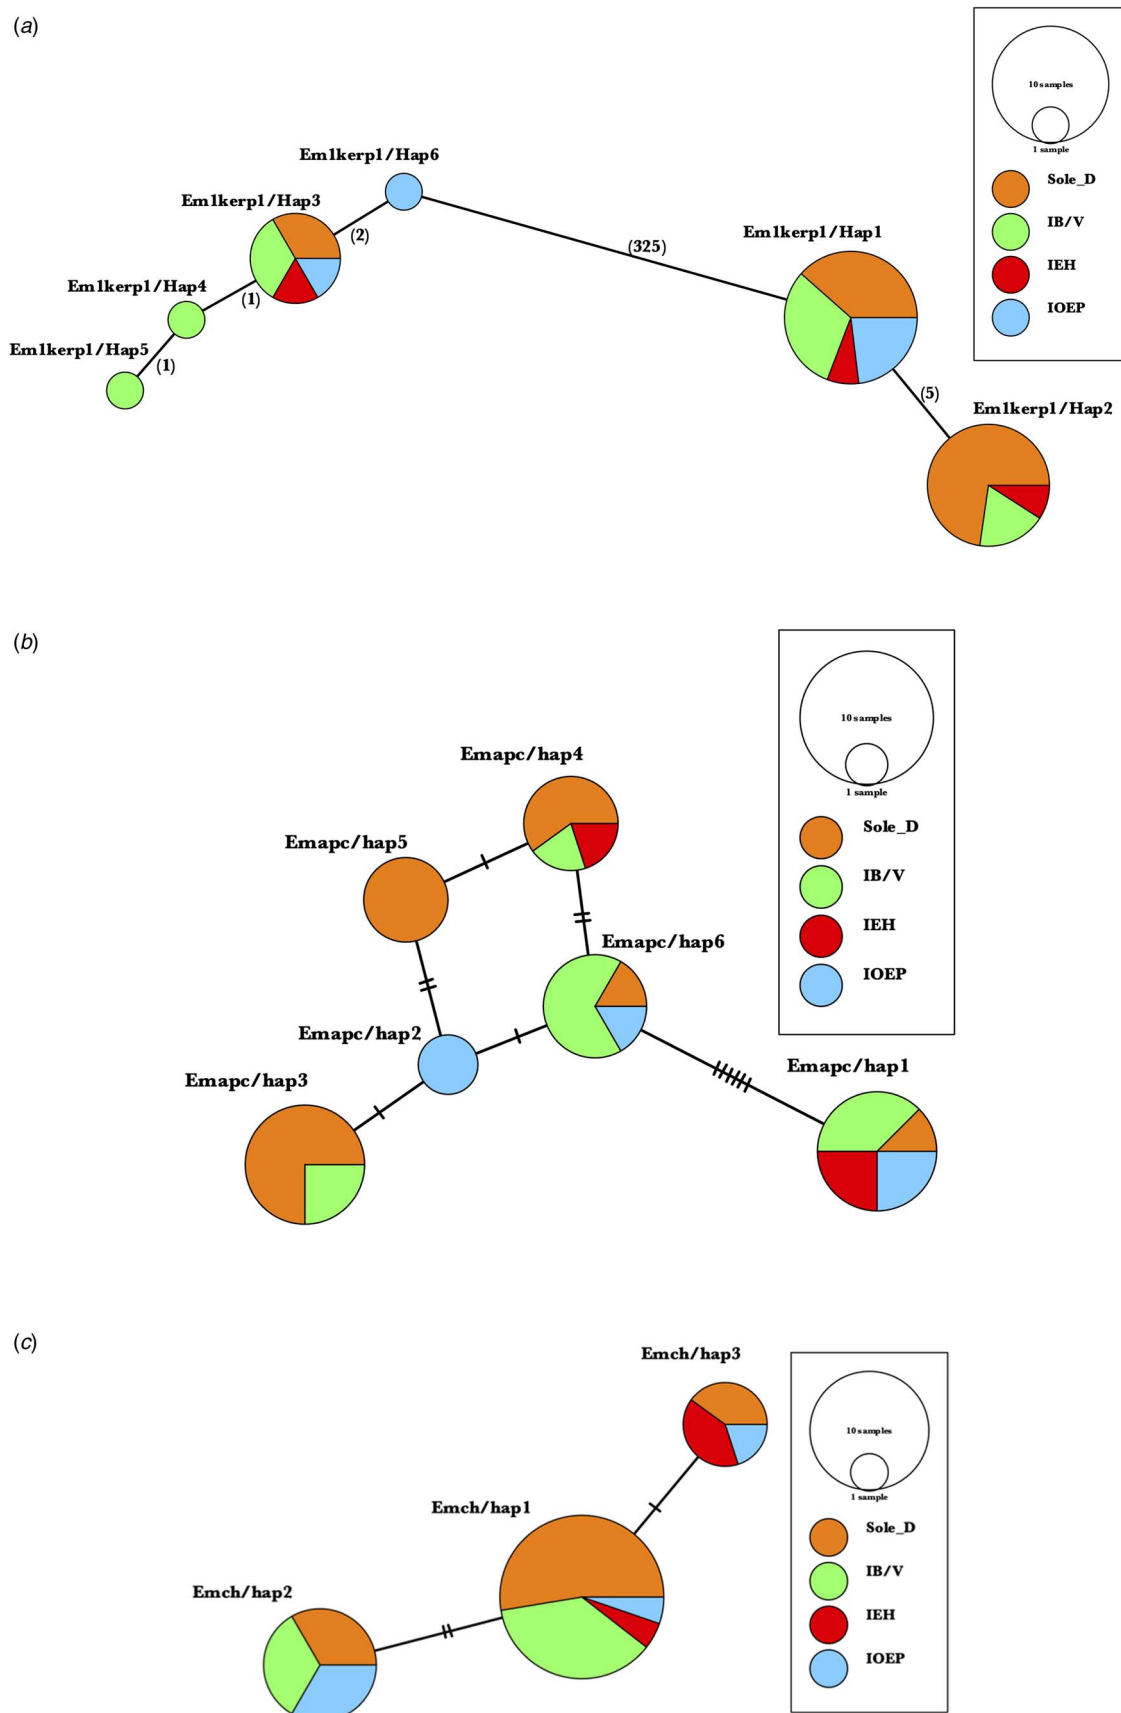 (a)
10 samples
1 sample
Sole_D
IB/V
IEH
IOEP
Em1kerp1/Hap6
Em1kerp1/Hap3
(2)
(325)
Em1kerp1/Hap1
Em1kerp1/Hap4
(1)
Em1kerp1/Hap5
(1)
(5)
Em1kerp1/Hap2
(b)
10 samples
1 sample
Sole_D
IB/V
IEH
IOEP
Emapc/hap4
Emapc/hap5
Emapc/hap6
Emapc/hap2
Emapc/hap3
Emapc/hap1
(c)
10 samples
1 sample
Sole_D
IB/V
IEH
IOEP
Emch/hap3
Emch/hap1
Emch/hap2